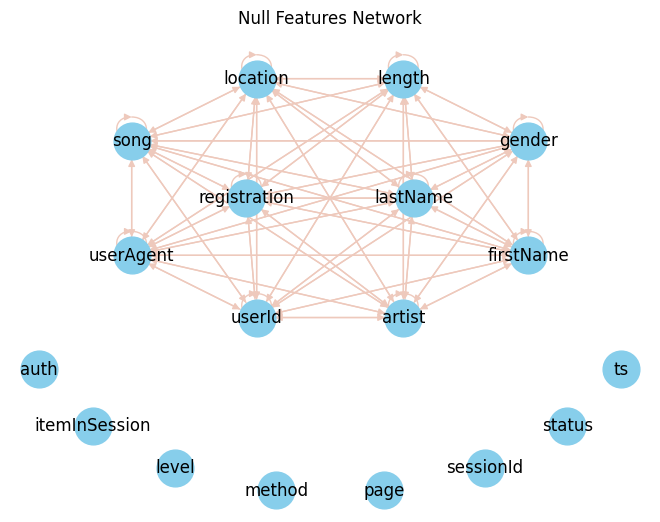 Null Features Network
location
length
song
gender
registration
lastName
userAgent
firstName
userId
artist
auth
ts
itemInSession
status
level
sessionId
method
page